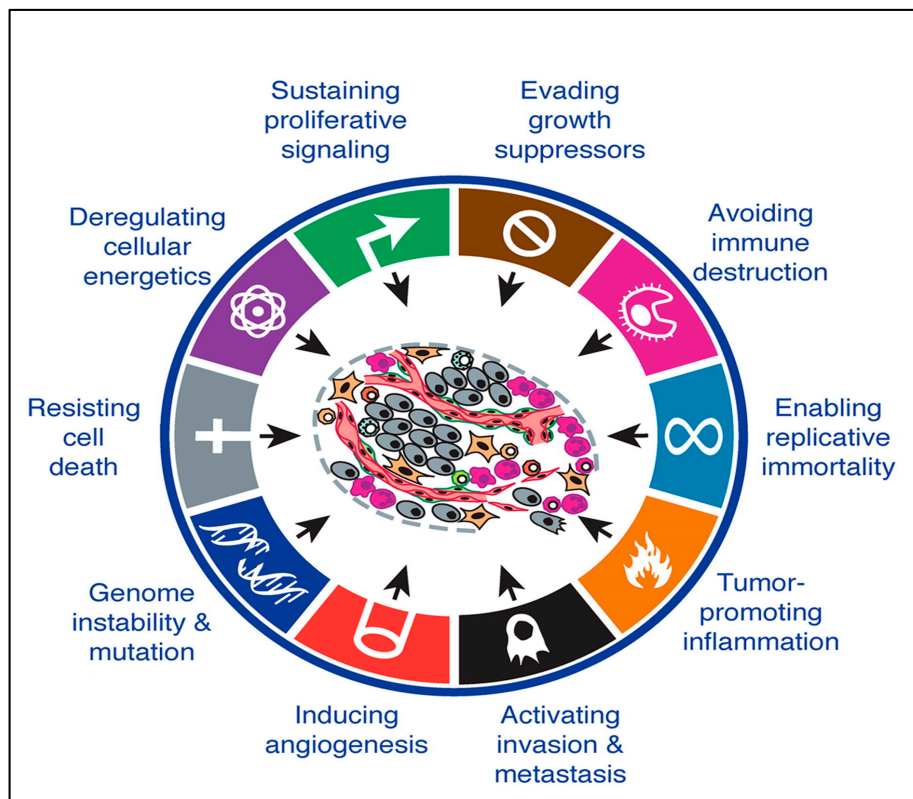 Sustaining
proliferative
signaling
Evading
growth
suppressors
Avoiding
immune
destruction
Enabling
replicative
immortality
Tumor-
promoting
inflammation
Activating
invasion &
metastasis
Inducing
angiogenesis
Genome
instability &
mutation
Resisting
cell
death
Deregulating
cellular
energetics